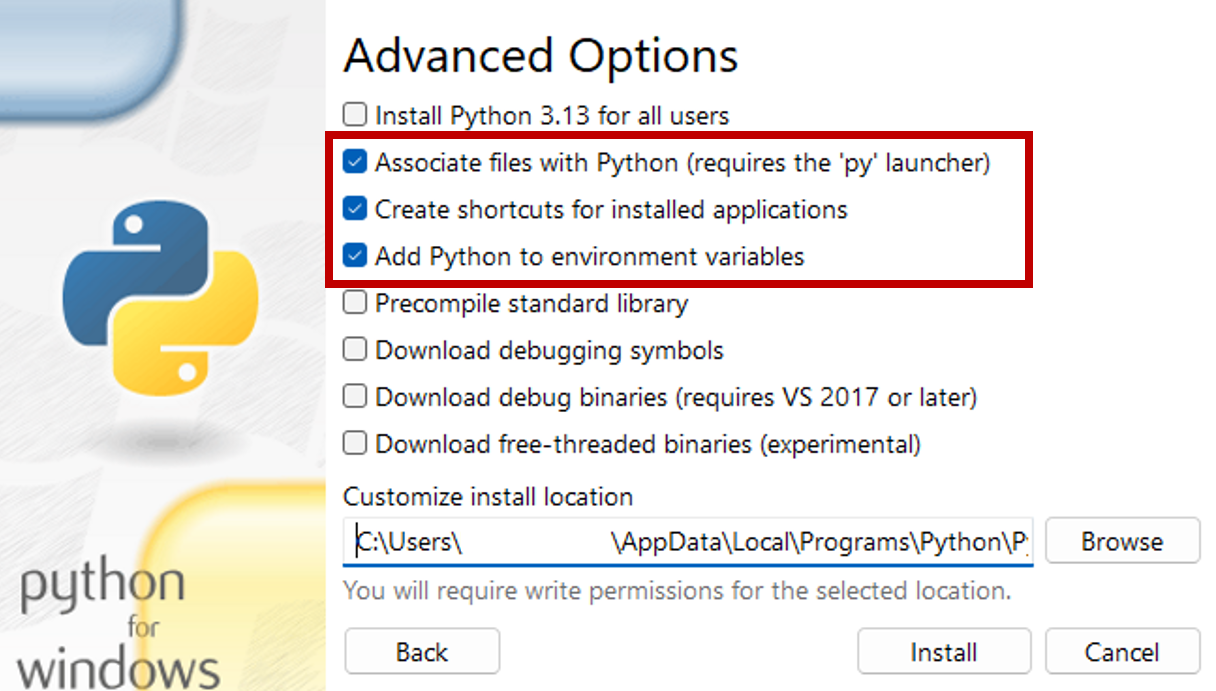 Advanced Options
Install Python 3.13 for all users
Associate files with Python (requires the 'py' launcher)
Create shortcuts for installed applications
Add Python to environment variables
Precompile standard library
Download debugging symbols
Download debug binaries (requires VS 2017 or later)
Download free-threaded binaries (experimental)
Customize install location
C:\Users\ \AppData\Local\Programs\Python\Py
Browse
You will require write permissions for the selected location.
python
for
windows
Back
Install
Cancel